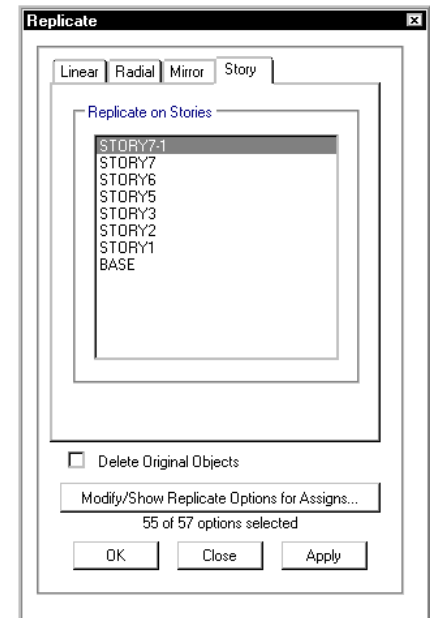 Replicate
Linear Radial Mirror Story
Replicate on Stories
STORY7-1
STORY7
STORY6
STORY5
STORY3
STORY2
STORY1
BASE
Delete Original Objects
Modify/Show Replicate Options for Assigns...
55 of 57 options selected
OK Close Apply